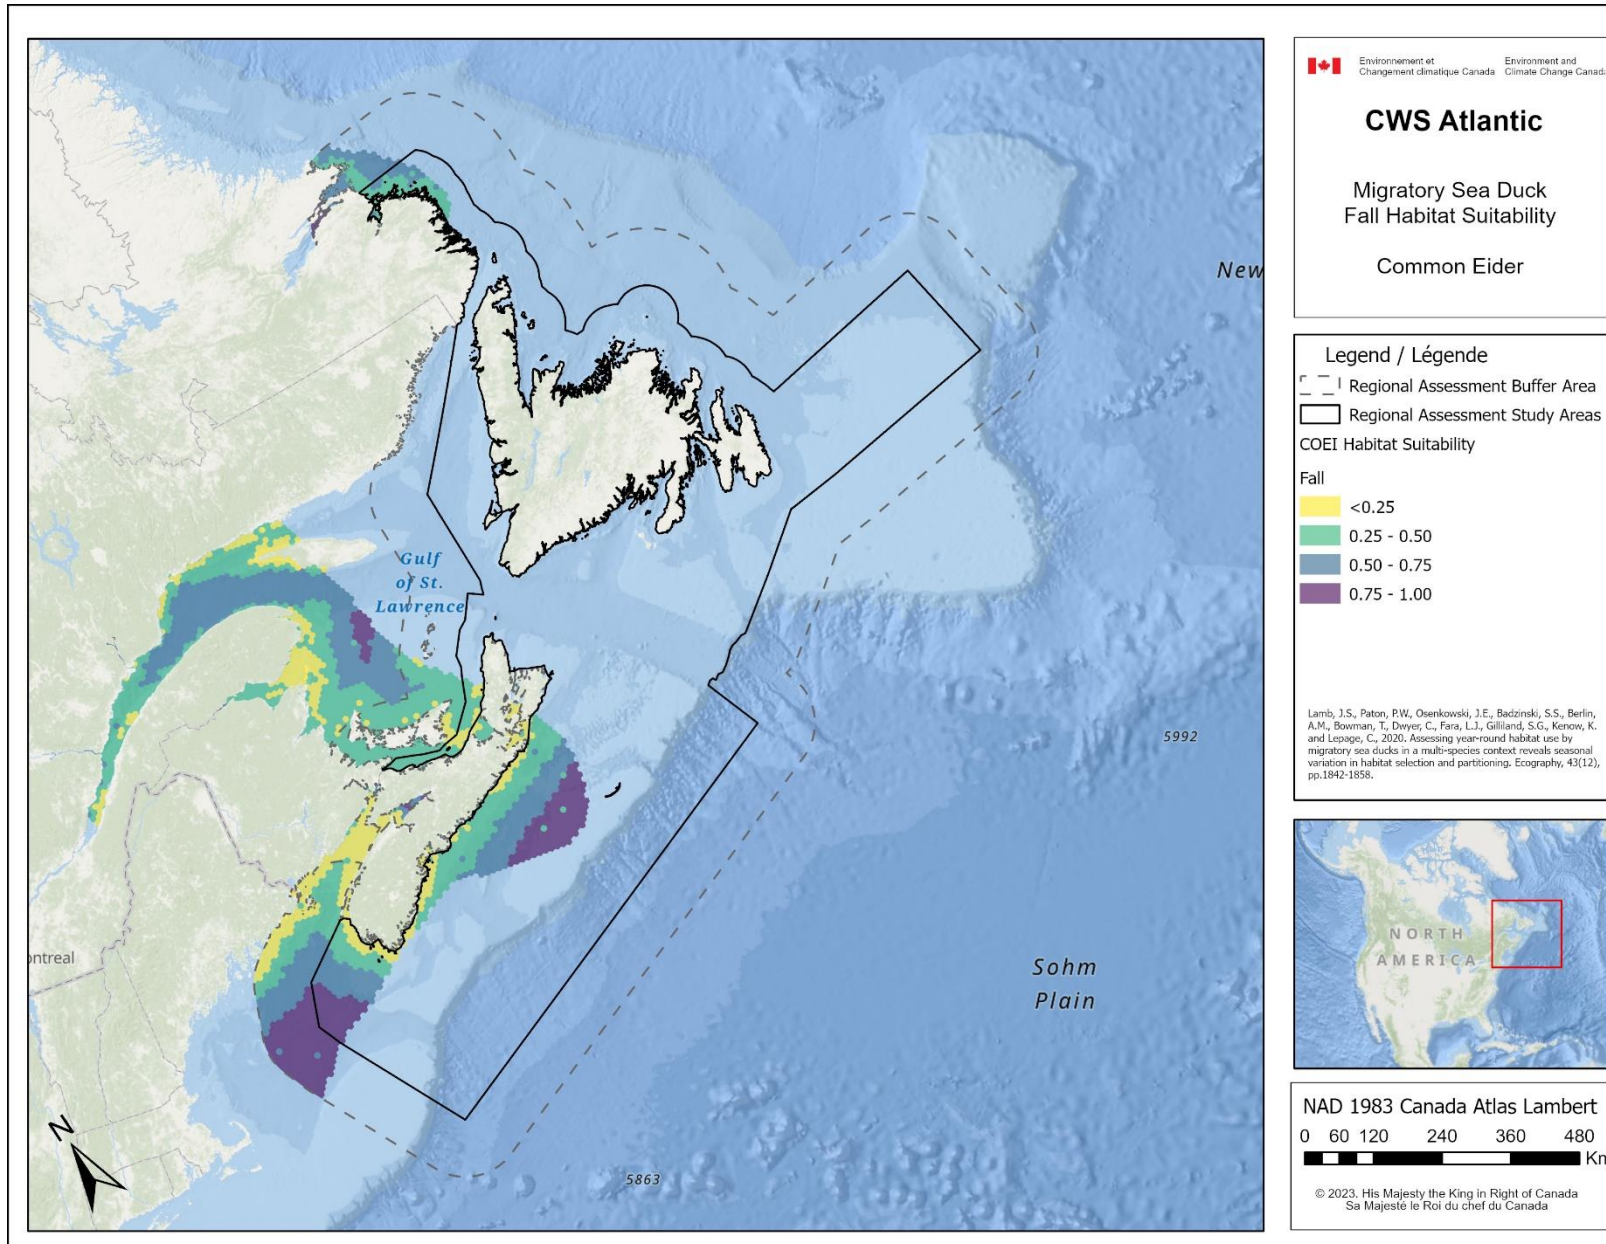 New
Gulf
of St.
Lawrence
5992
ontreal
Sohm
Plain
5863
N
Environnement et
Changement climatique Canada
Environment and
Climate Change Canada
CWS Atlantic
Migratory Sea Duck
Fall Habitat Suitability
Common Eider
Legend / Légende
Regional Assessment Buffer Area
Regional Assessment Study Areas
COEI Habitat Suitability
Fall
<0.25
0.25 - 0.50
0.50 - 0.75
0.75 - 1.00
Lamb, J.S., Paton, P.W., Osenkowski, J.E., Badzinski, S.S., Berlin,
A.M., Bowman, T., Dwyer, C., Fara, L.J., Gilliland, S.G., Kenow, K.
and Lepage, C., 2020. Assessing year-round habitat use by
migratory sea ducks in a multi-species context reveals seasonal
variation in habitat selection and partitioning. Ecography, 43(12),
pp.1842-1858.
NORTH
AMERICA
NAD 1983 Canada Atlas Lambert
0 60 120 240 360 480
Km
© 2023. His Majesty the King in Right of Canada
Sa Majesté le Roi du chef du Canada